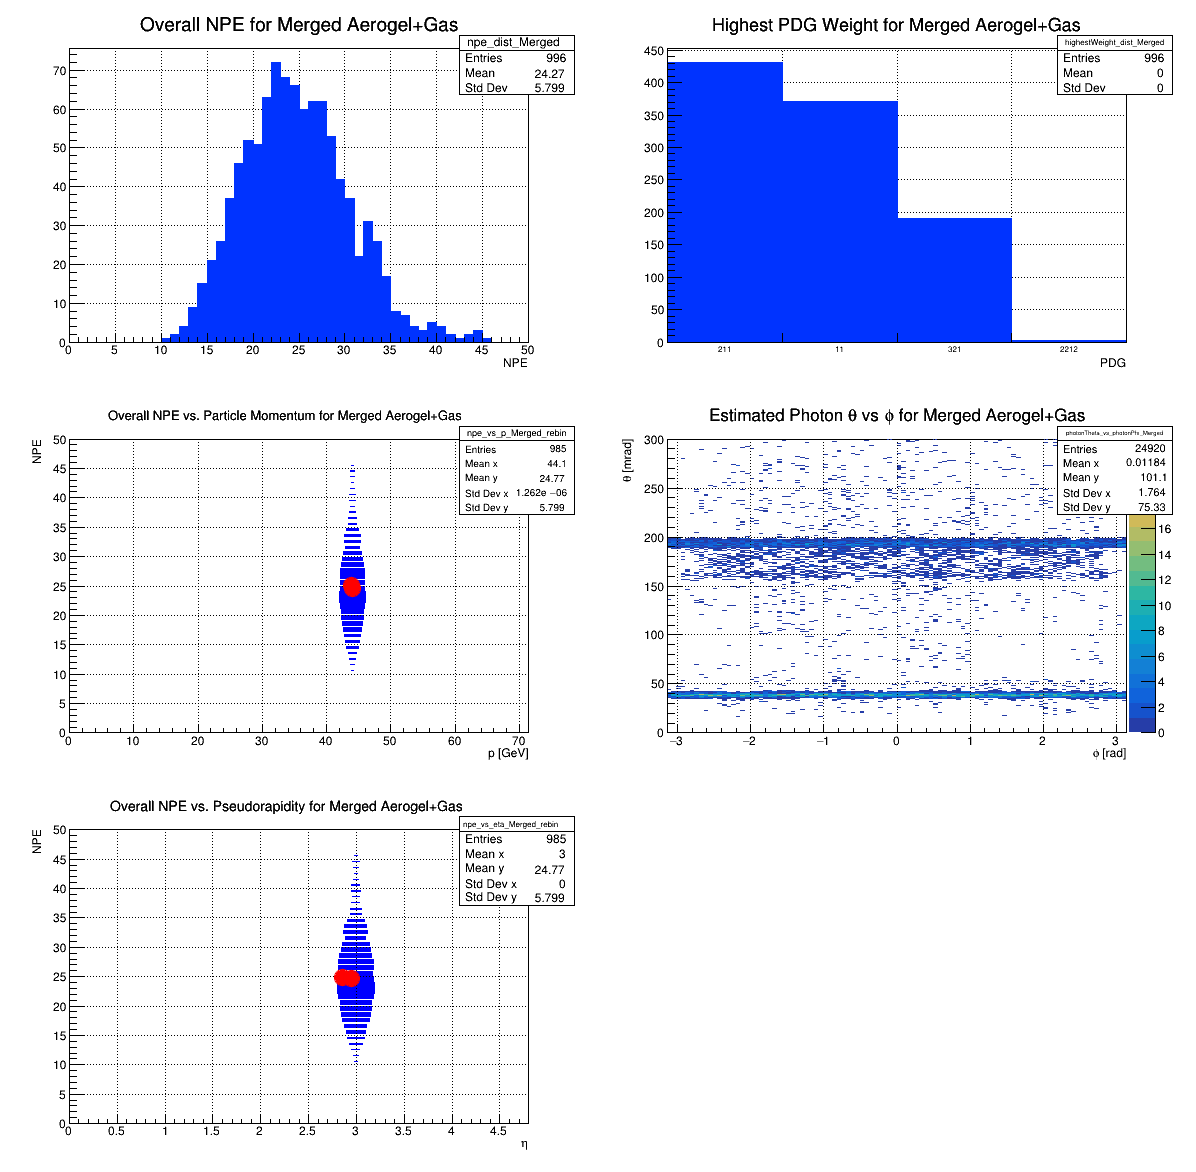 Overall NPE for Merged Aerogel+Gas
npe_dist_Merged
Entries 996
Mean 24.27
Std Dev 5.799
70
60
50
40
30
20
10
0
0 5 10 15 20 25 30 35 40 45 50
NPE
Highest PDG Weight for Merged Aerogel+Gas
highestWeight_dist_Merged
Entries 996
Mean 0
Std Dev 0
450
400
350
300
250
200
150
100
50
0
211 11 321 2212
PDG
Overall NPE vs. Particle Momentum for Merged Aerogel+Gas
npe_vs_p_Merged_rebin
Entries 985
Mean x 44.1
Mean y 24.77
Std Dev x 1.262e −06
Std Dev y 5.799
NPE
50
45
40
35
30
25
20
15
10
5
0
0 10 20 30 40 50 60 70
p [GeV]
Estimated Photon θ vs ϕ for Merged Aerogel+Gas
photonTheta_vs_photonPhi_Merged
Entries 24920
Mean x 0.01184
Mean y 101.1
Std Dev x 1.764
Std Dev y 75.33
θ [mrad]
300
250
200
150
100
50
0
−3 −2 −1 0 1 2 3
ϕ [rad]
16
14
12
10
8
6
4
2
0
Overall NPE vs. Pseudorapidity for Merged Aerogel+Gas
npe_vs_eta_Merged_rebin
Entries 985
Mean x 3
Mean y 24.77
Std Dev x 0
Std Dev y 5.799
NPE
50
45
40
35
30
25
20
15
10
5
0
0 0.5 1 1.5 2 2.5 3 3.5 4 4.5
η